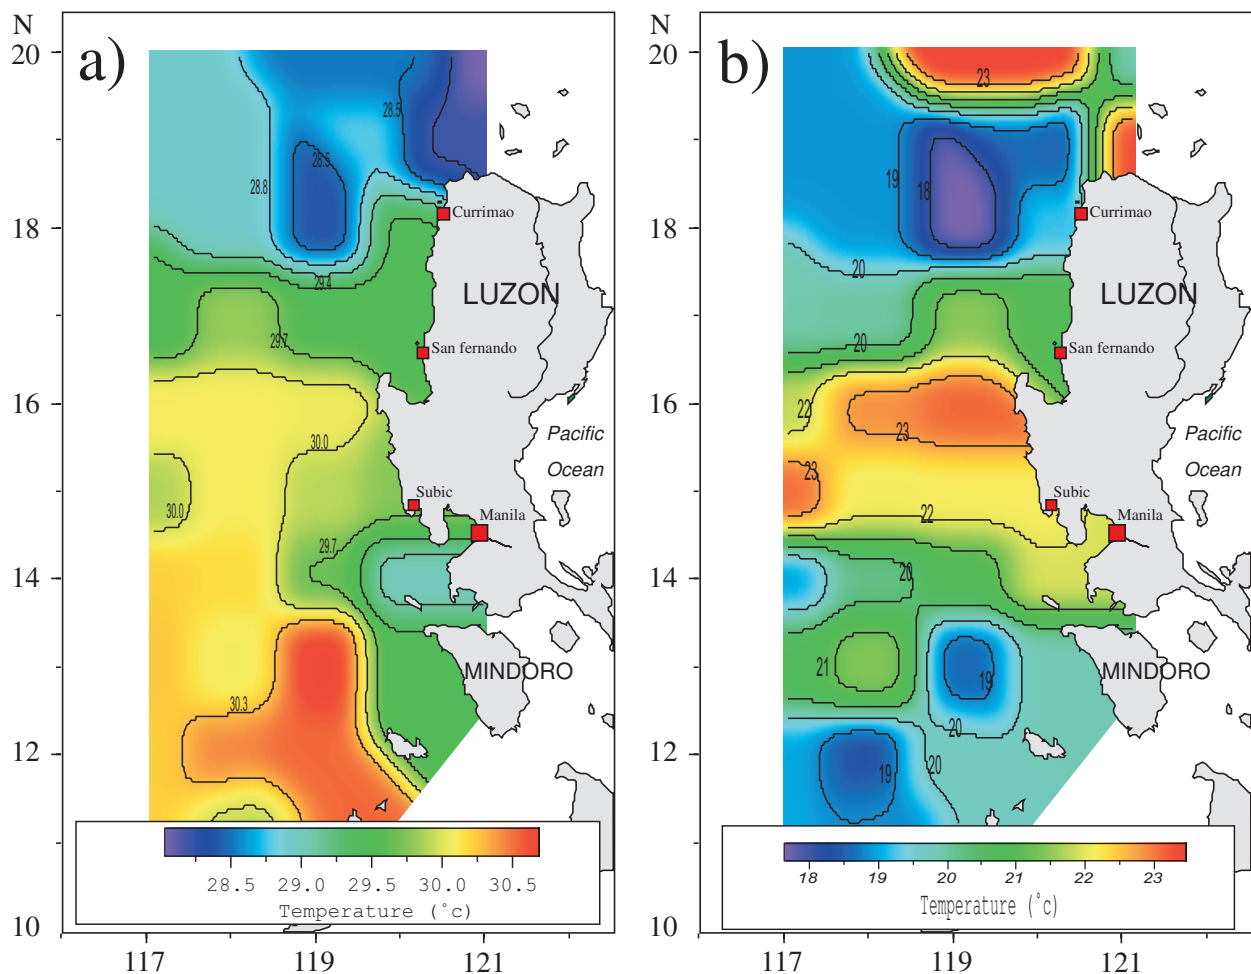 N
a)
20
18
16
14
12
10
117
119
121
28.5
28.5
28.8
29.4
29.7
30.0
30.0
29.7
30.3
Currimao
LUZON
San fernando
Pacific
Ocean
Subic
Manila
MINDORO
28.5 29.0 29.5 30.0 30.5
Temperature (°c)
N
b)
20
18
16
14
12
10
117
119
121
23
19
18
20
20
22
23
23
22
20
21
19
20
19
20
Currimao
LUZON
San fernando
Pacific
Ocean
Subic
Manila
MINDORO
18 19 20 21 22 23
Temperature (°c)